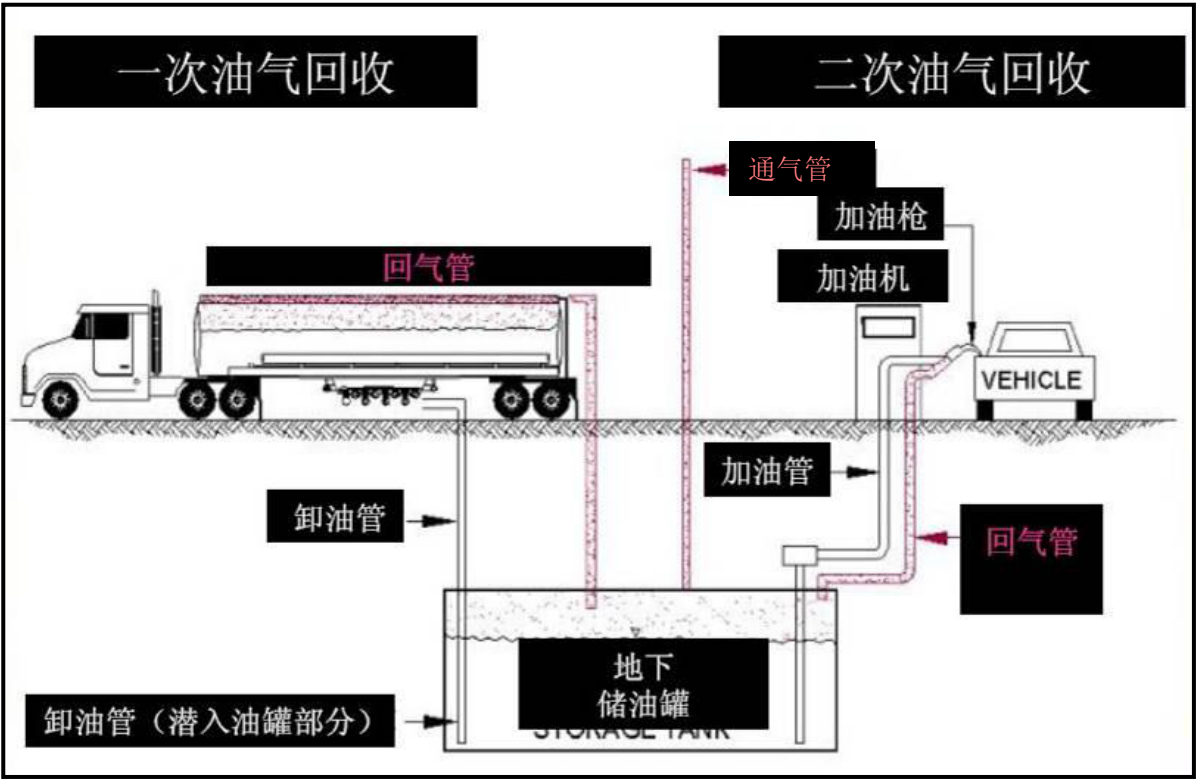 一次油气回收
二次油气回收
通气管
加油枪
回气管
加油机
VEHICLE
加油管
卸油管
回气管
地下
储油罐
STORAGE TANK
卸油管（潜入油罐部分）